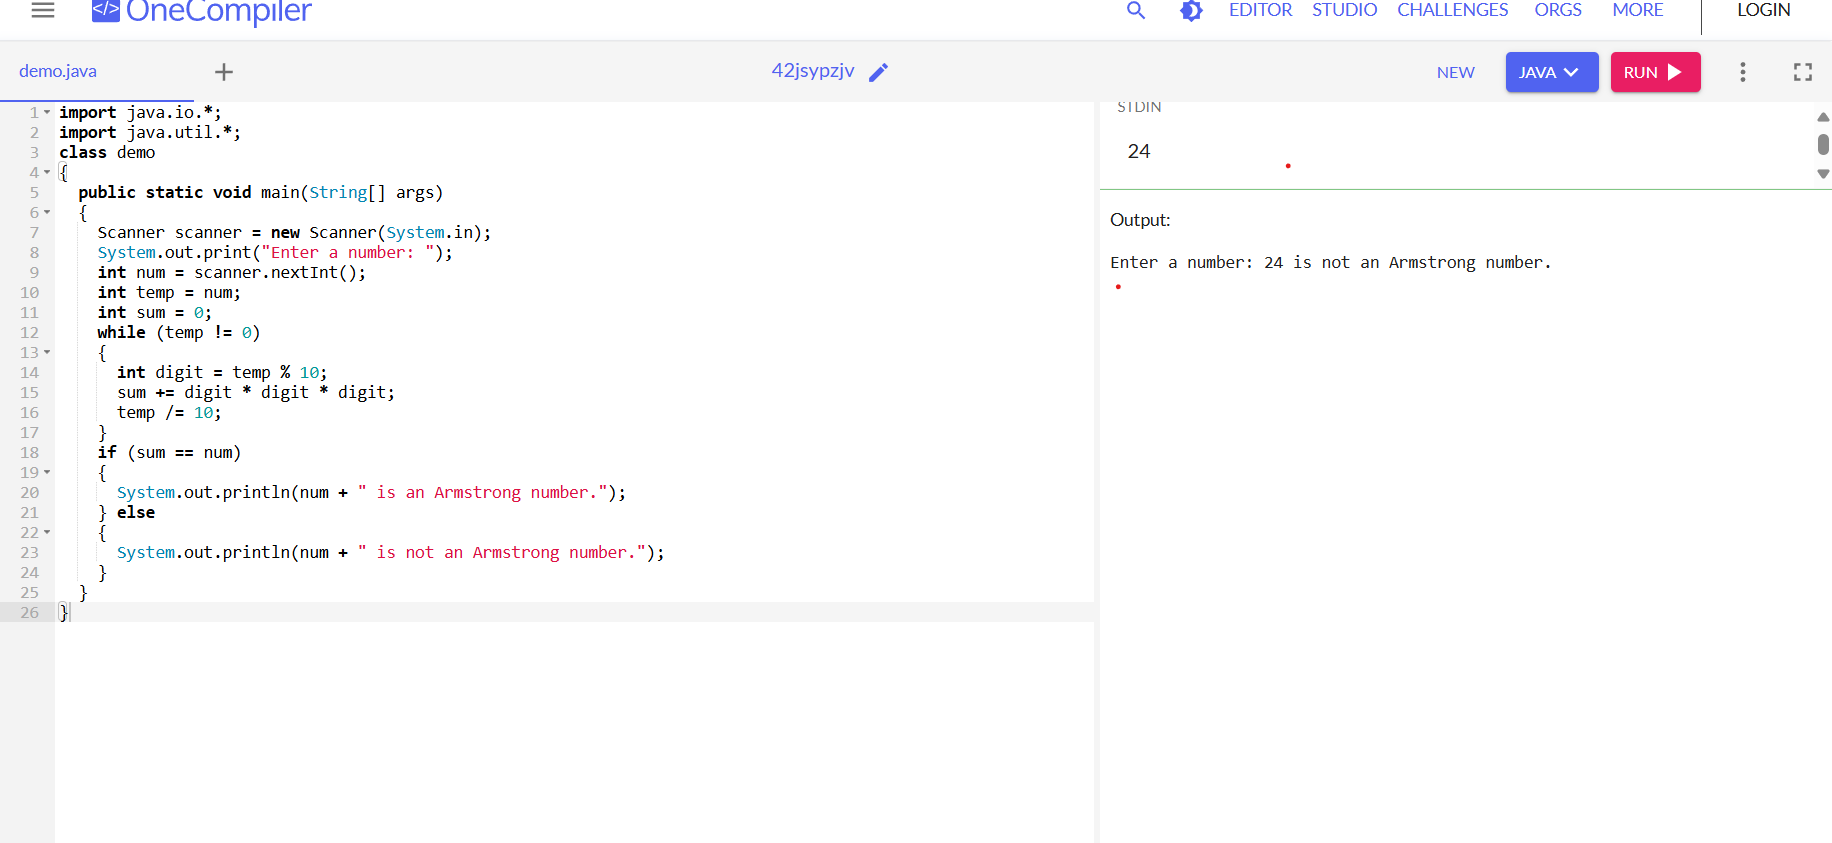 </> OneCompiler
EDITOR STUDIO CHALLENGES ORGS MORE LOGIN
demo.java +
42jsypzjv
NEW JAVA RUN
1 import java.io.*;
2 import java.util.*;
3 class demo
4 {
5 public static void main(String[] args)
6 {
7 Scanner scanner = new Scanner(System.in);
8 System.out.print("Enter a number: ");
9 int num = scanner.nextInt();
10 int temp = num;
11 int sum = 0;
12 while (temp != 0)
13 {
14 int digit = temp % 10;
15 sum += digit * digit * digit;
16 temp /= 10;
17 }
18 if (sum == num)
19 {
20 System.out.println(num + " is an Armstrong number.");
21 } else
22 {
23 System.out.println(num + " is not an Armstrong number.");
24 }
25 }
26 }
STDIN
24
Output:
Enter a number: 24 is not an Armstrong number.